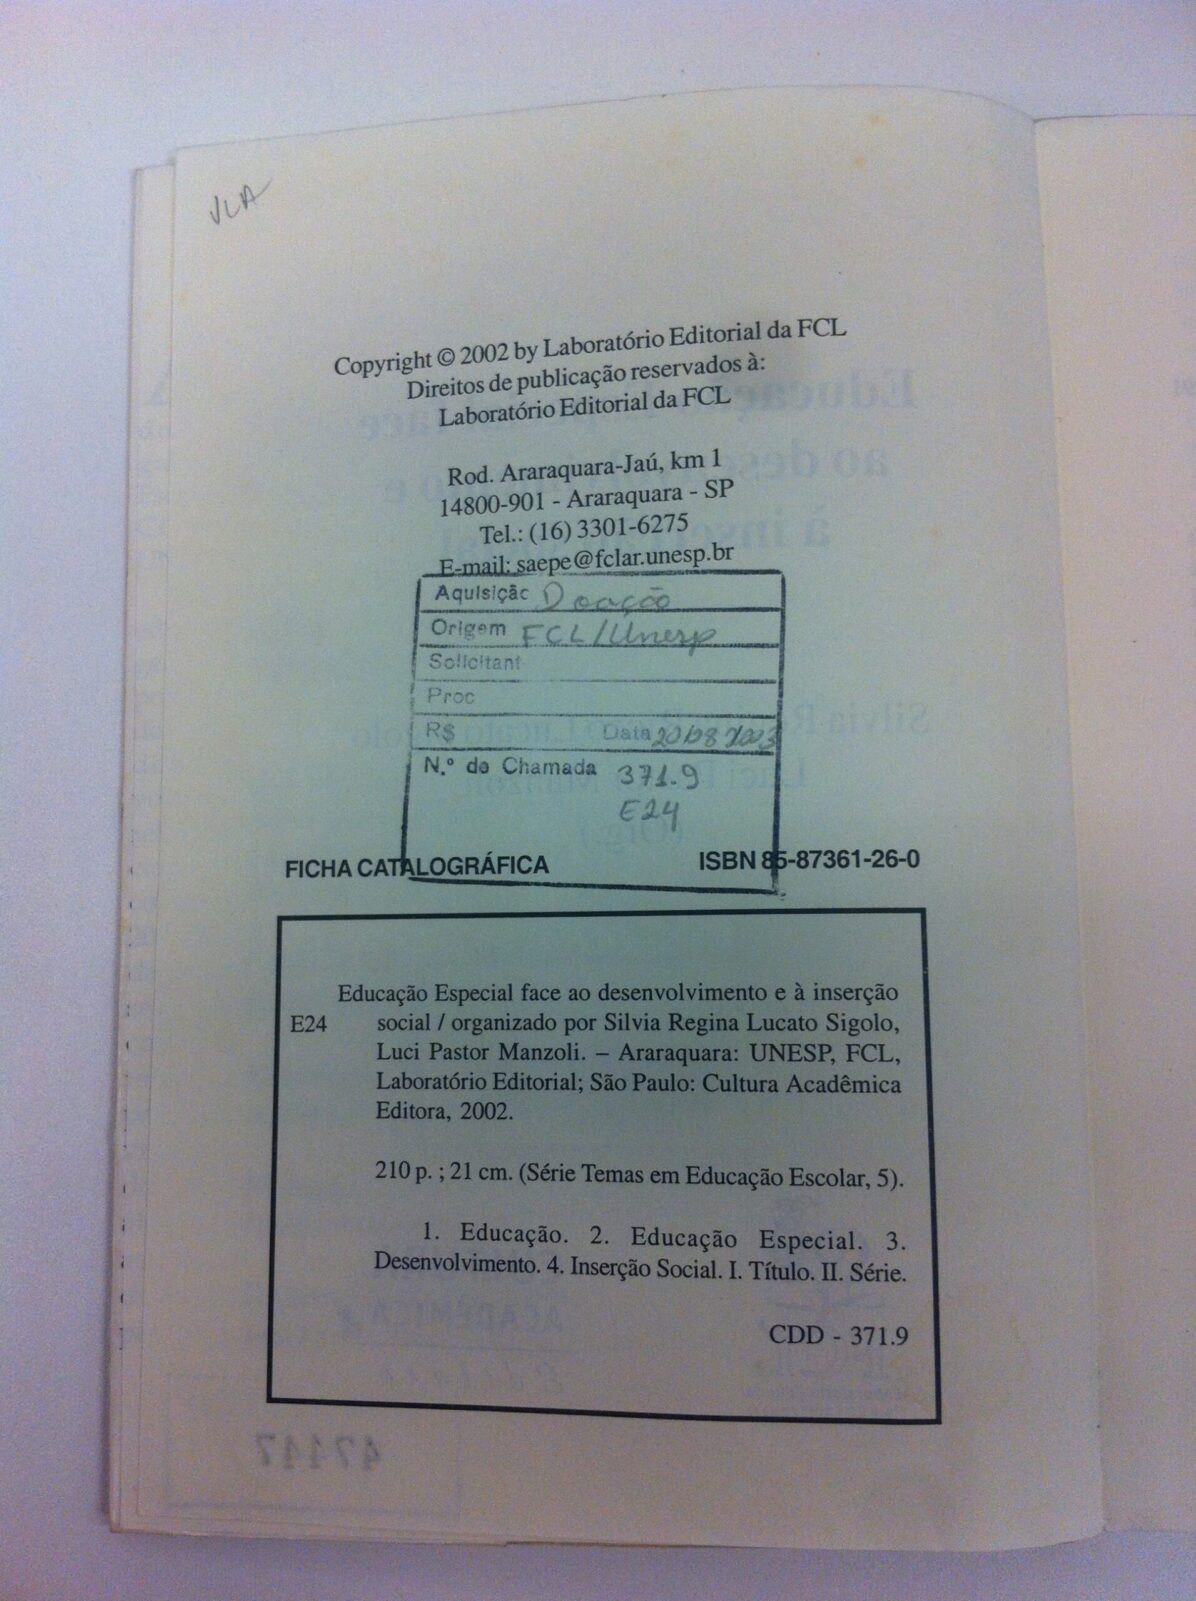 VLA
Copyright © 2002 by Laboratório Editorial da FCL
Direitos de publicação reservados à:
Laboratório Editorial da FCL
Rod. Araraquara-Jaú, km 1
14800-901 - Araraquara - SP
Tel.: (16) 3301-6275
E-mail: saepe@fclar.unesp.br
Aquisição Doação
Origem FCL/Unesp
Solicitant
Proc
R$ Data 20/08/2003
N.º de Chamada 371.9
E24
FICHA CATALOGRÁFICA ISBN 85-87361-26-0
Educação Especial face ao desenvolvimento e à inserção
E24 social / organizado por Silvia Regina Lucato Sigolo,
Luci Pastor Manzoli. – Araraquara: UNESP, FCL,
Laboratório Editorial; São Paulo: Cultura Acadêmica
Editora, 2002.
210 p. ; 21 cm. (Série Temas em Educação Escolar, 5).
1. Educação. 2. Educação Especial. 3.
Desenvolvimento. 4. Inserção Social. I. Título. II. Série.
CDD - 371.9